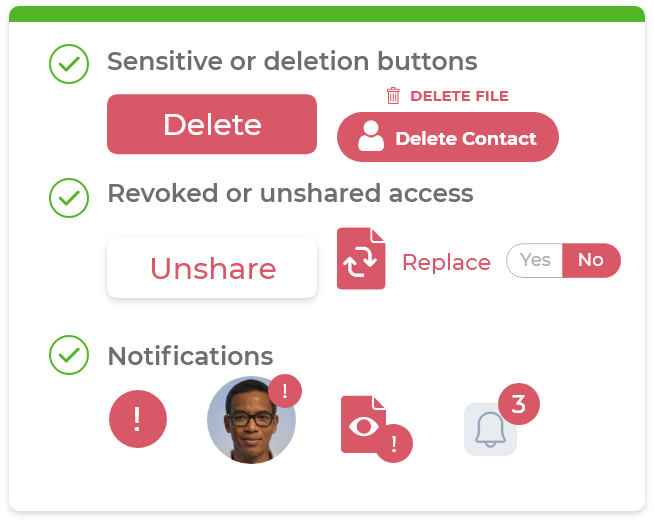 Sensitive or deletion buttons
DELETE FILE
Delete
Delete Contact
Revoked or unshared access
Unshare
Replace
Yes
No
Notifications
!
!
!
3